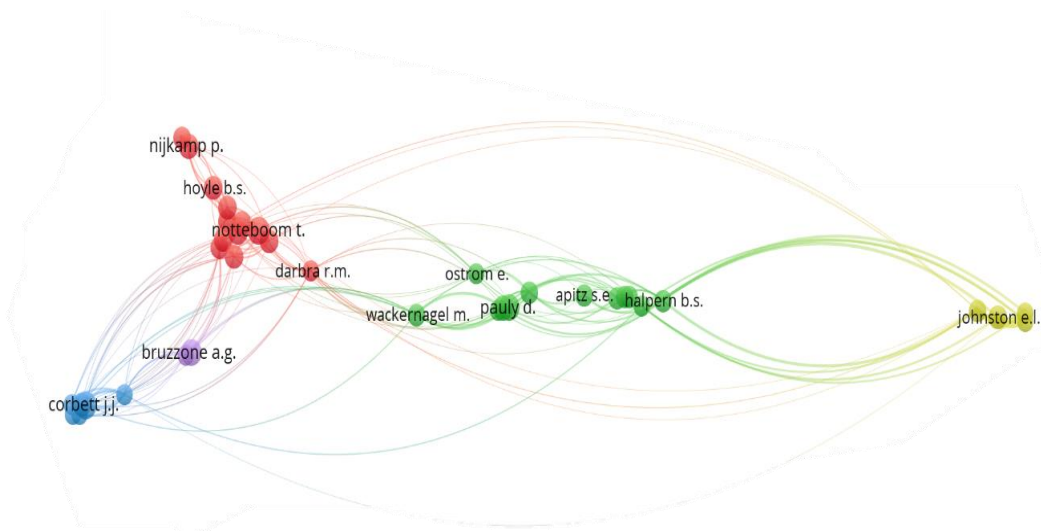 nijkamp p.
hoyle b.s.
notteboom t.
darbra r.m.
ostrom e.
apitz s.e.
halpern b.s.
wackernagel m.
pauly d.
johnston e.l.
bruzzone a.g.
corbett j.j.